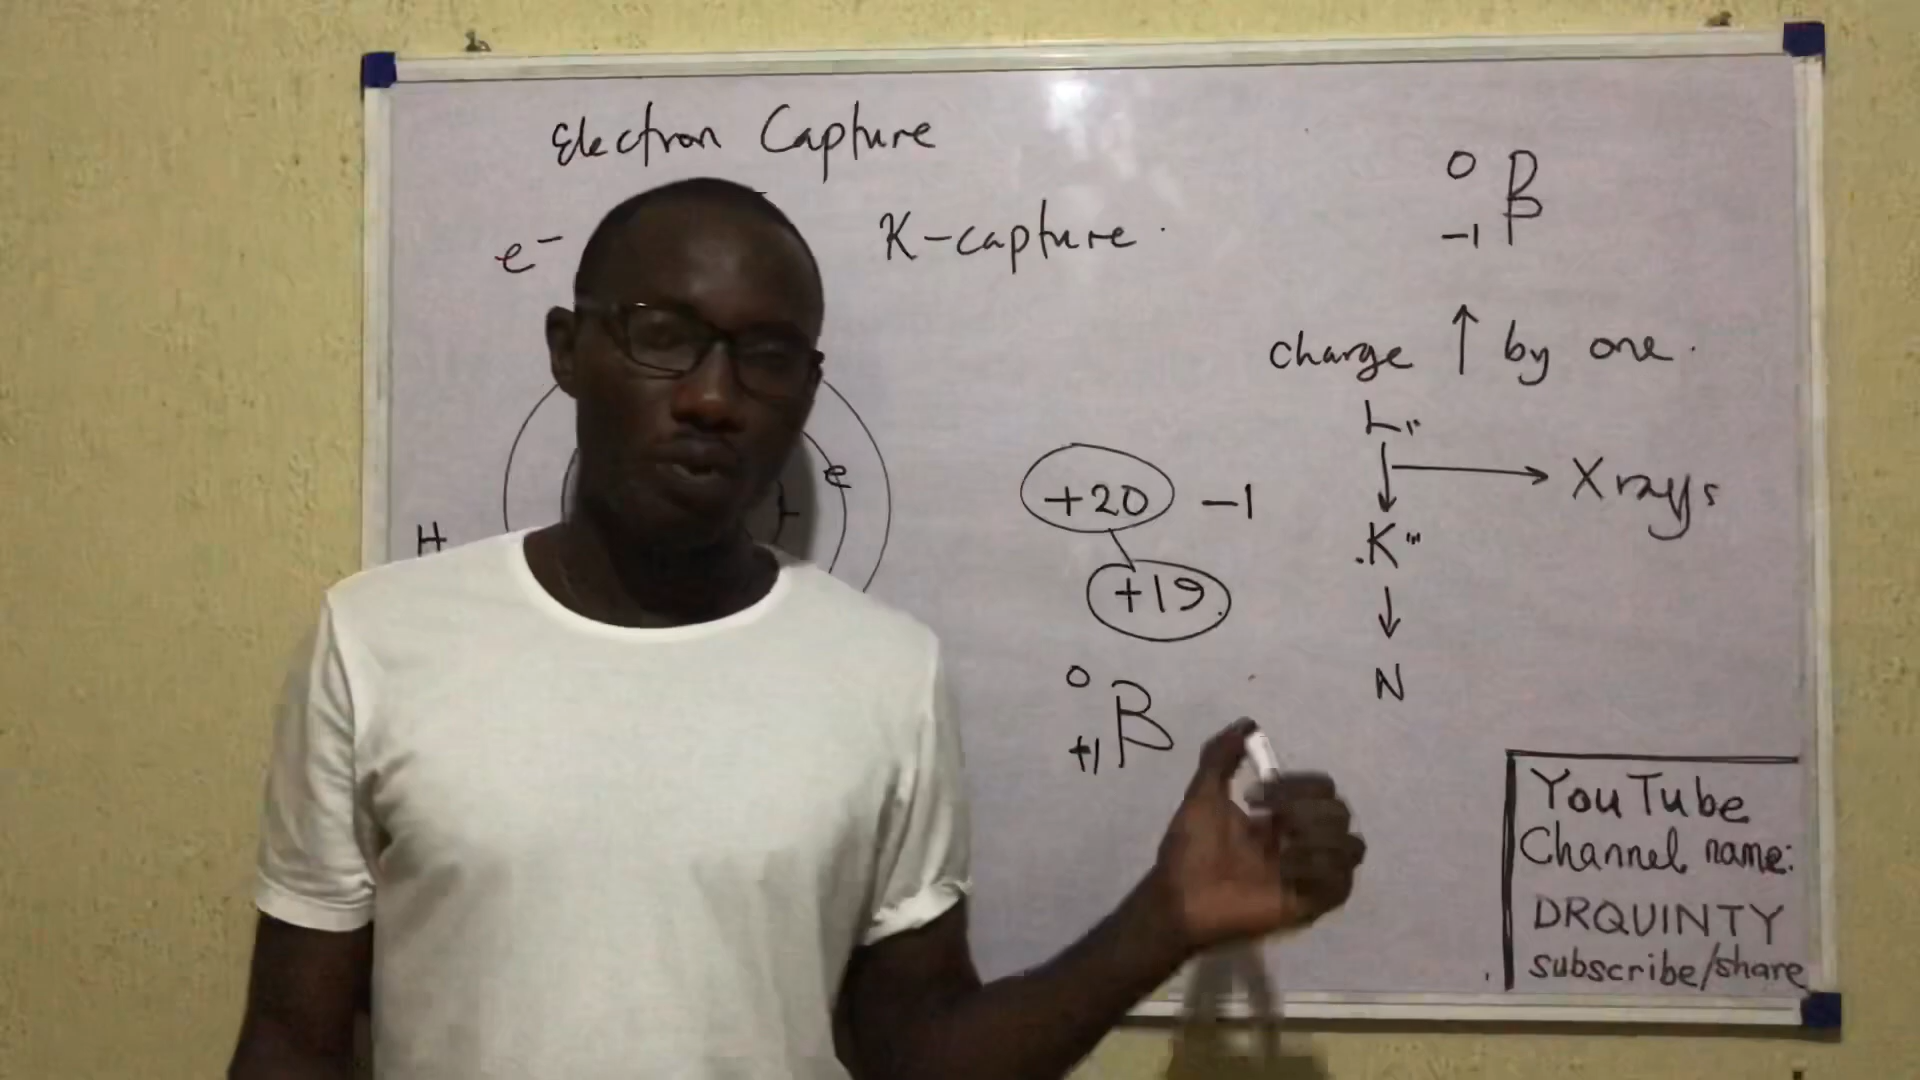 Electron Capture
e⁻
K-capture.
H
e
+20 -1
+19.
0
+1 β
0
-1 β
charge ↑ by one.
L
→ X rays
↓
K
↓
N
YouTube
Channel name:
DRQUINTY
subscribe/share